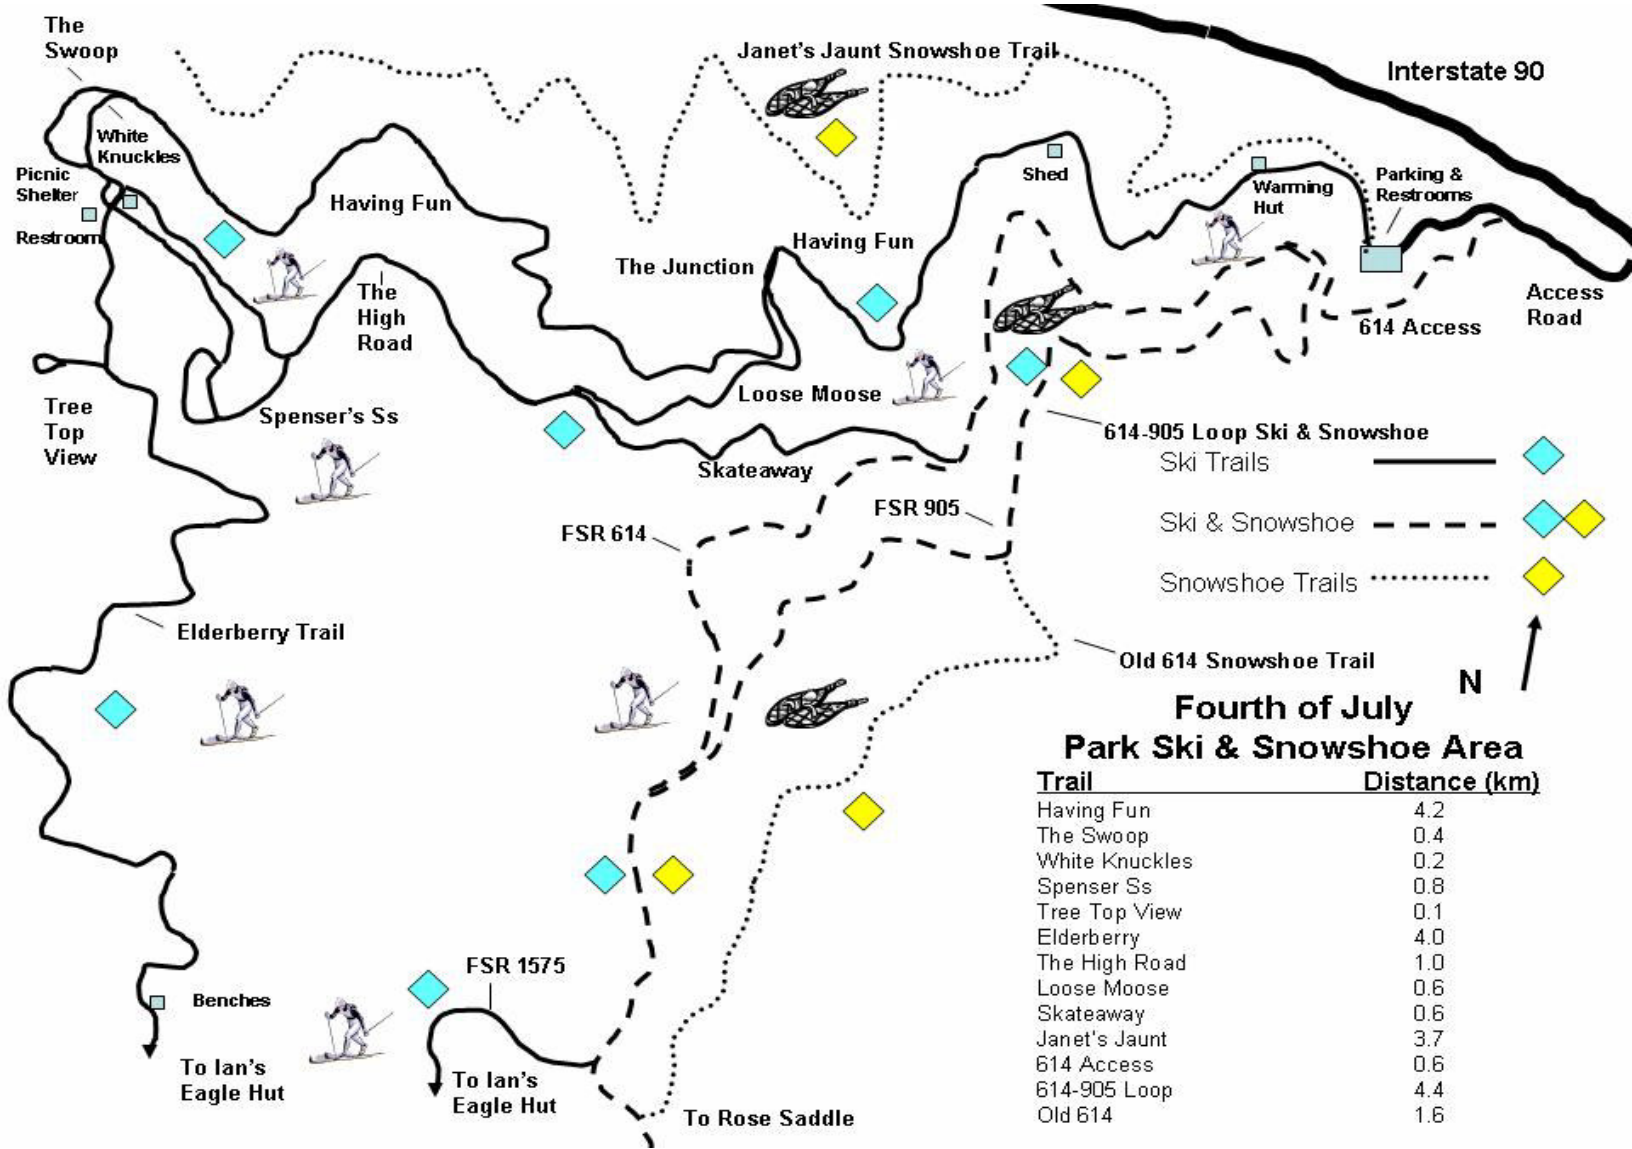 The
Swoop
Janet's Jaunt Snowshoe Trail
Interstate 90
White
Knuckles
Picnic
Shelter
Restroom
Having Fun
Shed
Warming
Hut
Parking &
Restrooms
The Junction
Having Fun
The
High
Road
614 Access
Access
Road
Tree
Top
View
Spenser's Ss
Loose Moose
Skateaway
614-905 Loop Ski & Snowshoe
Ski Trails
Ski & Snowshoe
Snowshoe Trails
FSR 614
FSR 905
Elderberry Trail
Old 614 Snowshoe Trail
N
Fourth of July
Park Ski & Snowshoe Area
Trail Distance (km)
Having Fun 4.2
The Swoop 0.4
White Knuckles 0.2
Spenser Ss 0.8
Tree Top View 0.1
Elderberry 4.0
The High Road 1.0
Loose Moose 0.6
Skateaway 0.6
Janet's Jaunt 3.7
614 Access 0.6
614-905 Loop 4.4
Old 614 1.6
FSR 1575
Benches
To Ian's
Eagle Hut
To Ian's
Eagle Hut
To Rose Saddle